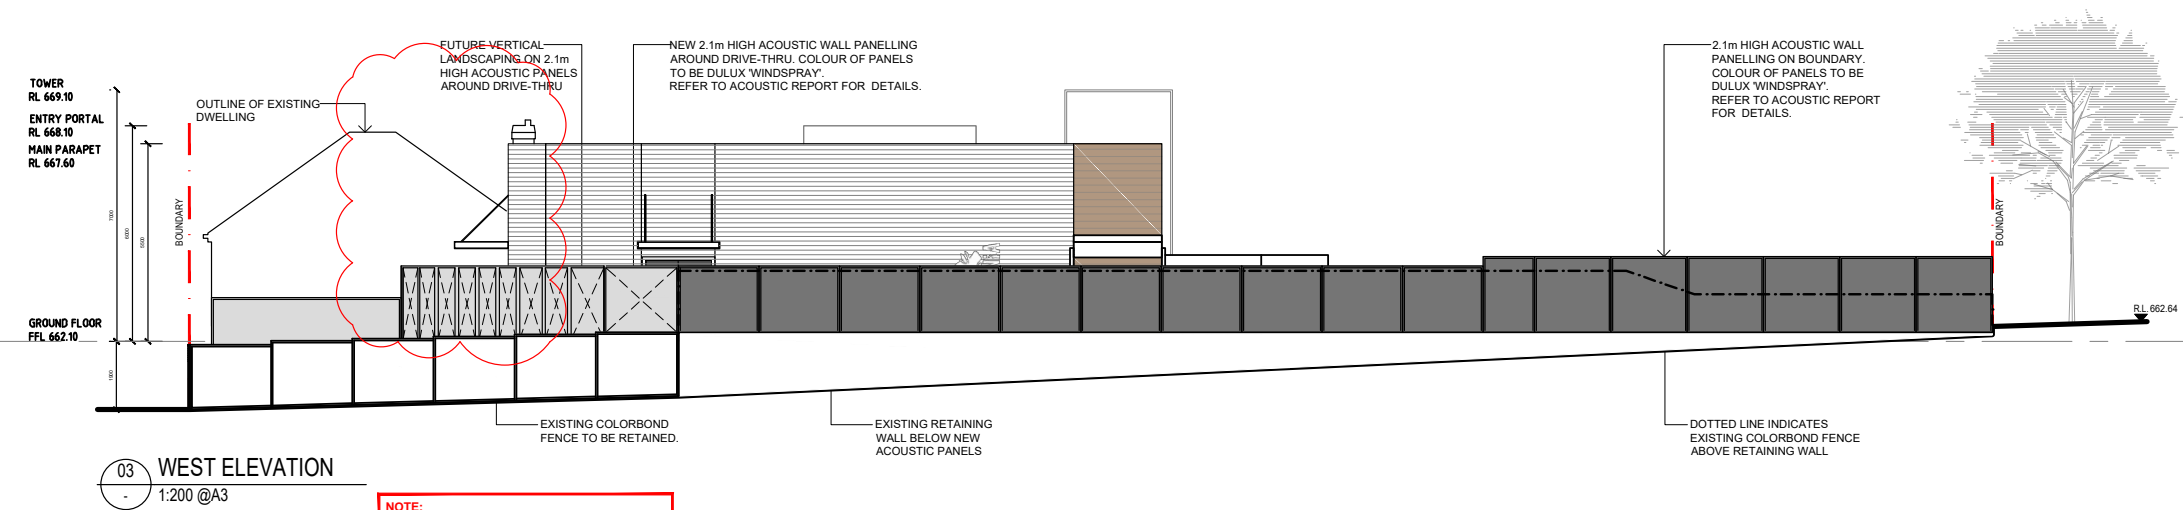 FUTURE VERTICAL
LANDSCAPING ON 2.1m
HIGH ACOUSTIC PANELS
AROUND DRIVE-THRU
NEW 2.1m HIGH ACOUSTIC WALL PANELLING
AROUND DRIVE-THRU. COLOUR OF PANELS
TO BE DULUX 'WINDSPRAY'.
REFER TO ACOUSTIC REPORT FOR DETAILS.
2.1m HIGH ACOUSTIC WALL
PANELLING ON BOUNDARY.
COLOUR OF PANELS TO BE
DULUX 'WINDSPRAY'.
REFER TO ACOUSTIC REPORT
FOR DETAILS.
TOWER
RL 669.10
ENTRY PORTAL
RL 668.10
MAIN PARAPET
RL 667.60
OUTLINE OF EXISTING
DWELLING
7000
6000
5500
BOUNDARY
BOUNDARY
GROUND FLOOR
FFL 662.10
R.L. 662.64
EXISTING COLORBOND
FENCE TO BE RETAINED.
EXISTING RETAINING
WALL BELOW NEW
ACOUSTIC PANELS
DOTTED LINE INDICATES
EXISTING COLORBOND FENCE
ABOVE RETAINING WALL
03
-
WEST ELEVATION
1:200 @A3
NOTE: